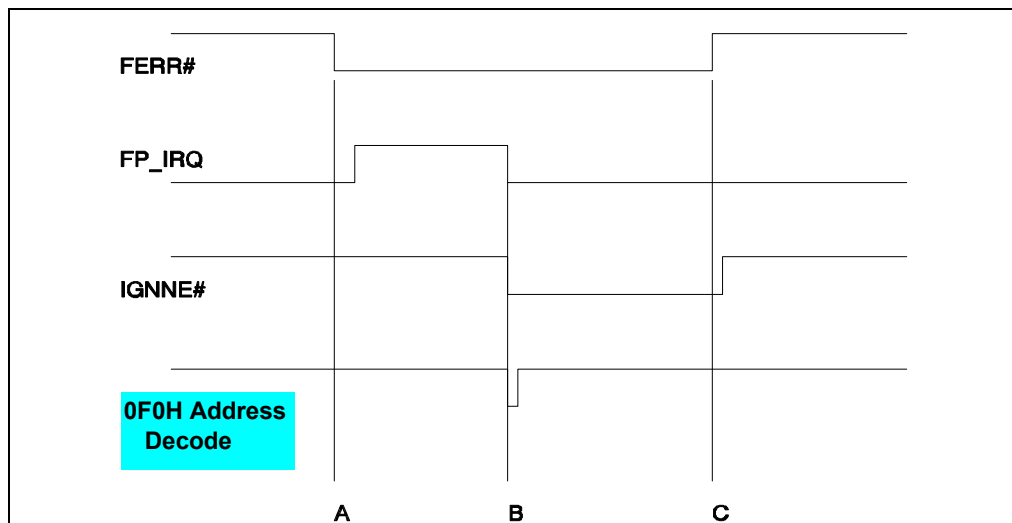 FERR#
FP_IRQ
IGNNE#
0F0H Address
Decode
A B C